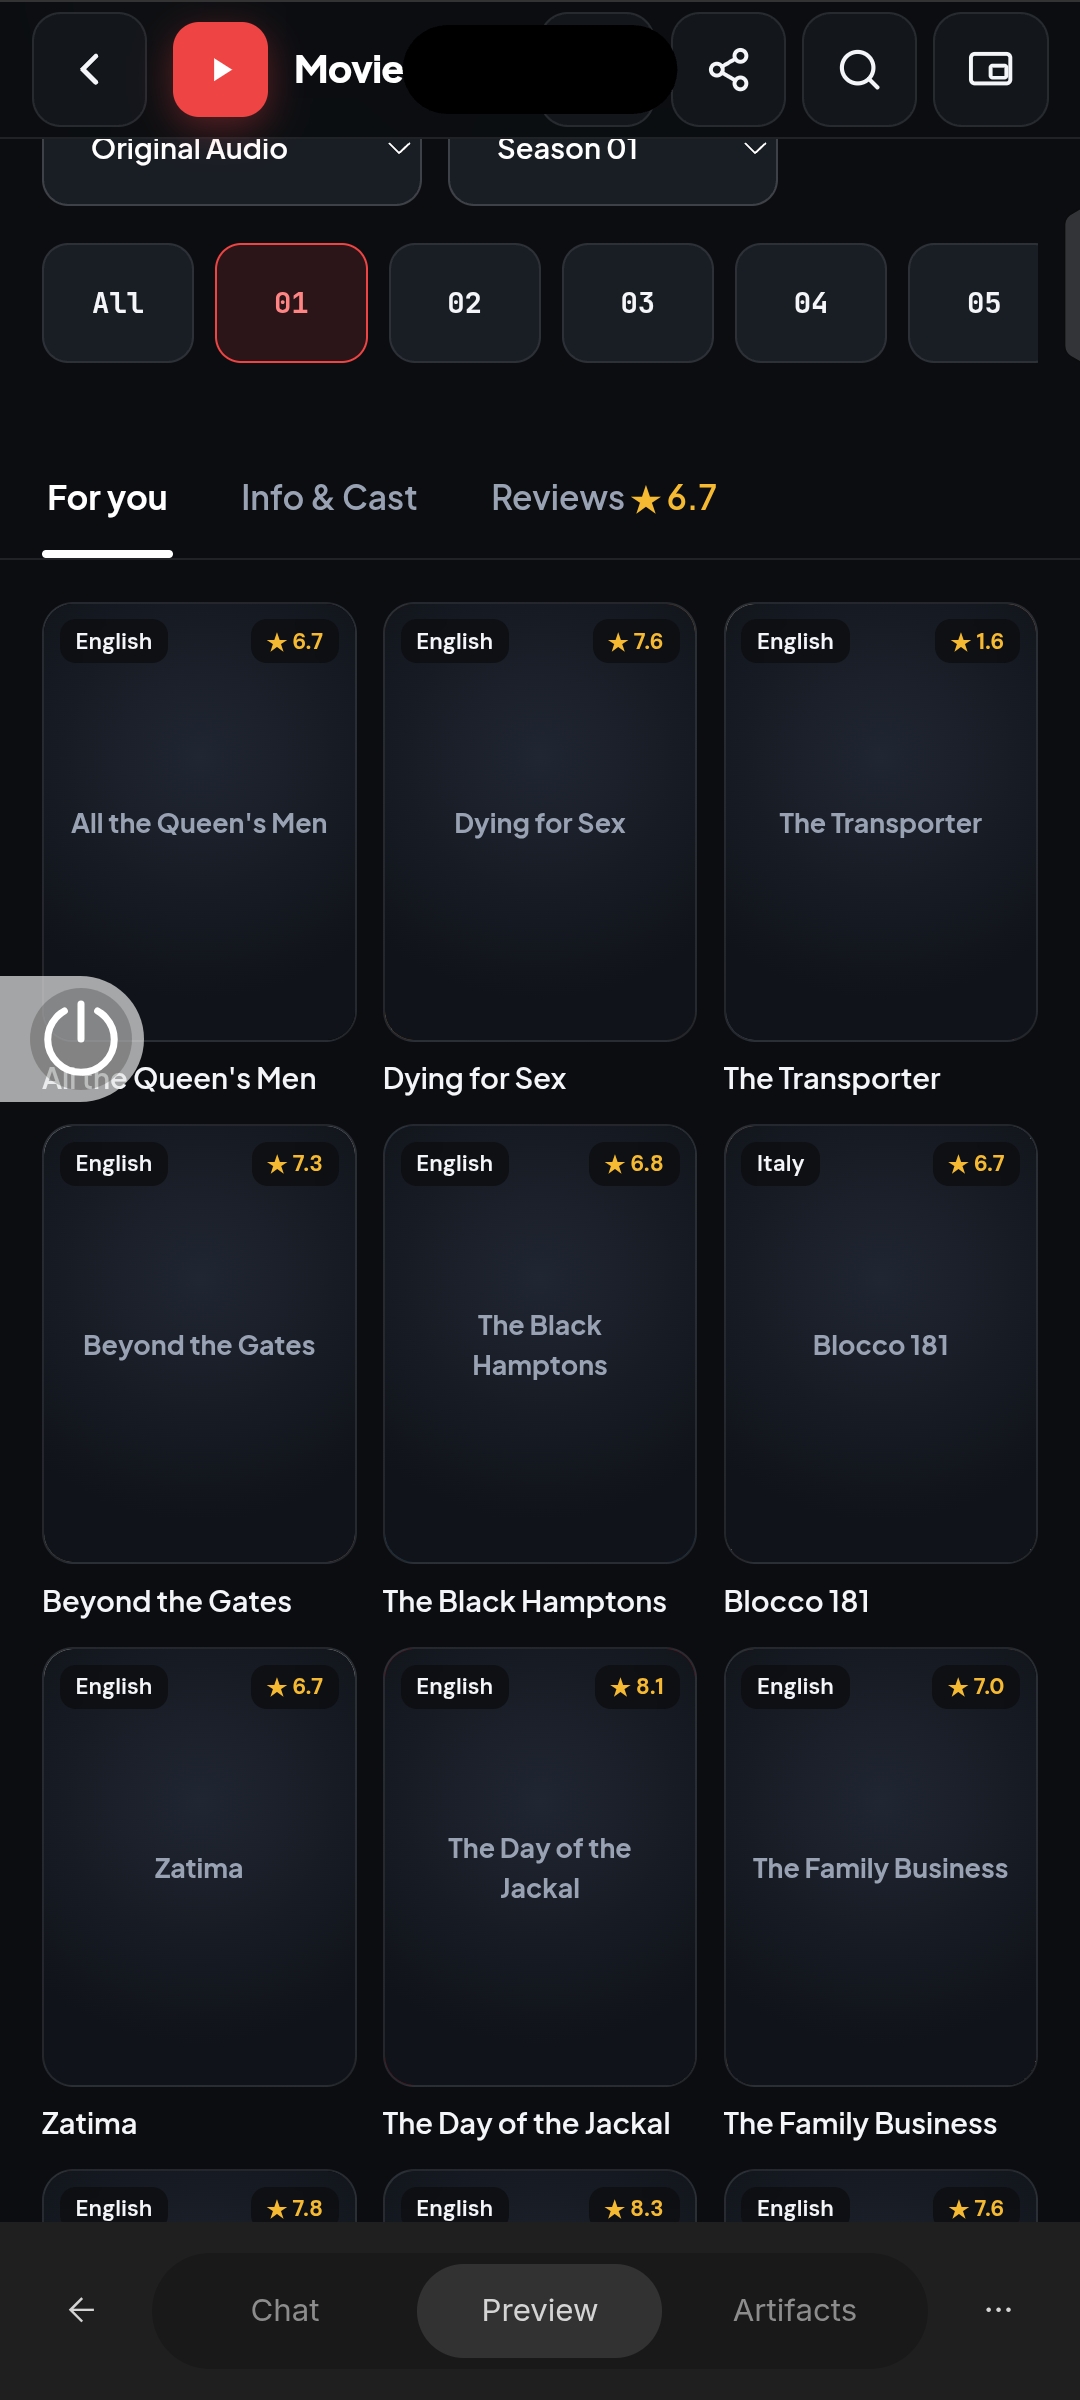 Movie
Original Audio
Season 01
All
01
02
03
04
05
For you
Info & Cast
Reviews ★ 6.7
English
★ 6.7
English
★ 7.6
English
★ 1.6
All the Queen's Men
Dying for Sex
The Transporter
All the Queen's Men
Dying for Sex
The Transporter
English
★ 7.3
English
★ 6.8
Italy
★ 6.7
Beyond the Gates
The Black
Hamptons
Blocco 181
Beyond the Gates
The Black Hamptons
Blocco 181
English
★ 6.7
English
★ 8.1
English
★ 7.0
Zatima
The Day of the
Jackal
The Family Business
Zatima
The Day of the Jackal
The Family Business
English
★ 7.8
English
★ 8.3
English
★ 7.6
Chat
Preview
Artifacts